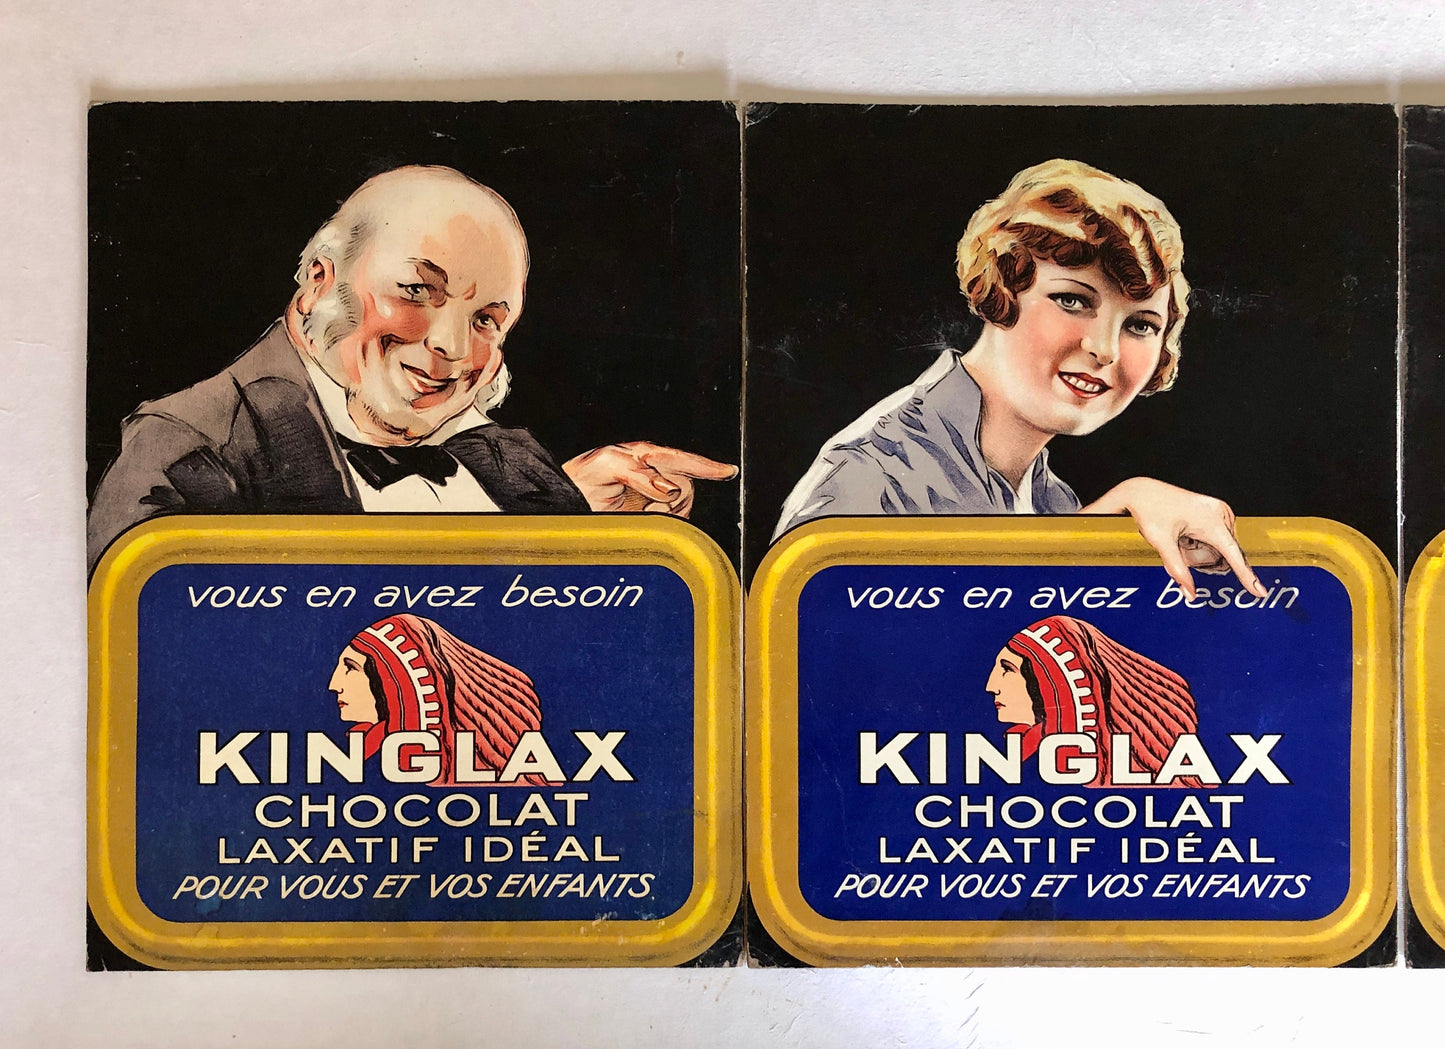 vous en avez besoin
KINGLAX
CHOCOLAT
LAXATIF IDÉAL
POUR VOUS ET VOS ENFANTS.
vous en avez besoin
KINGLAX
CHOCOLAT
LAXATIF IDÉAL
POUR VOUS ET VOS ENFANTS